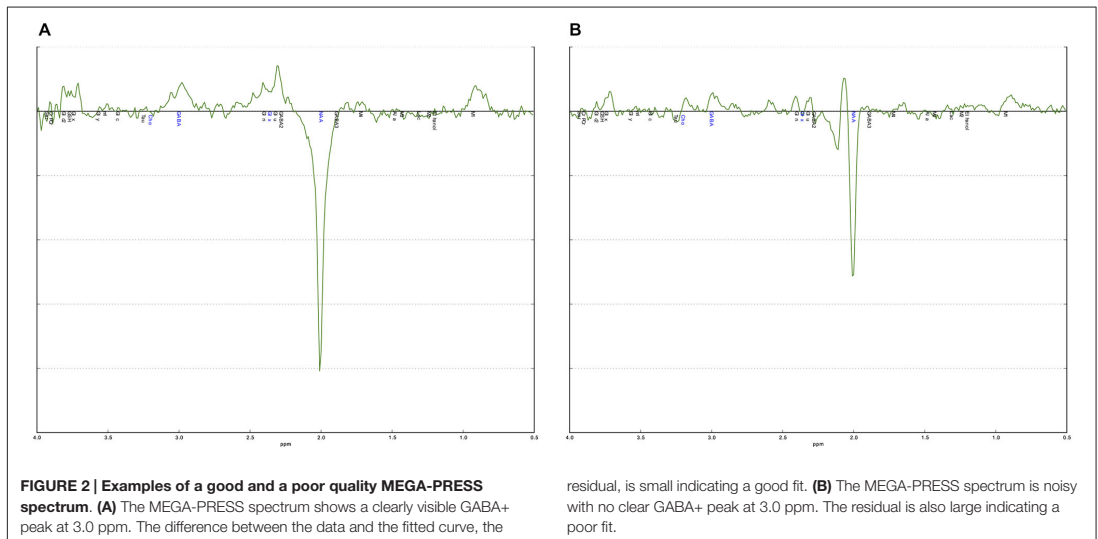 A
B
GABA
NAA
GABA2
GABA3
4.0 3.5 3.0 2.5 2.0 1.5 1.0 0.5
ppm
Cho
GABA
NAA
GABA2
GABA3
4.0 3.5 3.0 2.5 2.0 1.5 1.0 0.5
ppm
FIGURE 2 | Examples of a good and a poor quality MEGA-PRESS
spectrum. (A) The MEGA-PRESS spectrum shows a clearly visible GABA+
peak at 3.0 ppm. The difference between the data and the fitted curve, the
residual, is small indicating a good fit. (B) The MEGA-PRESS spectrum is noisy
with no clear GABA+ peak at 3.0 ppm. The residual is also large indicating a
poor fit.